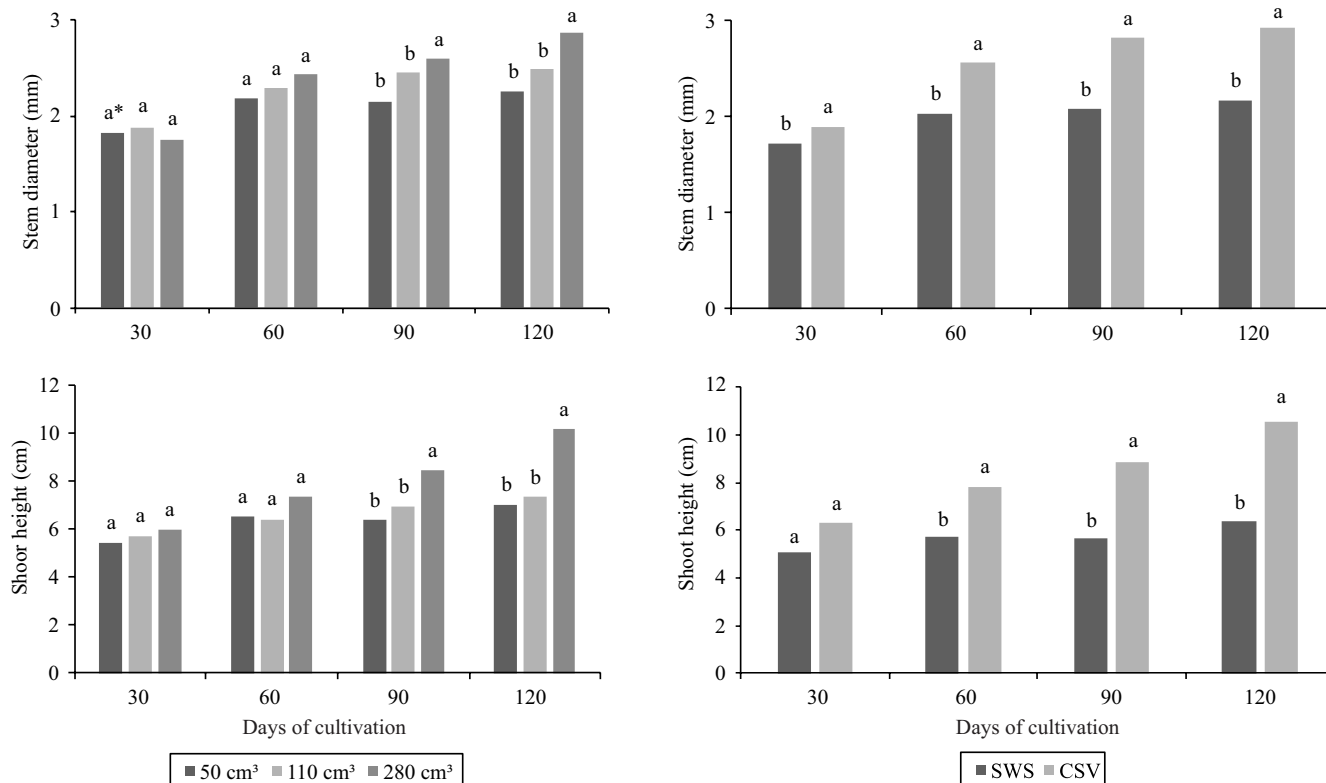 Stem diameter (mm)
3
2
1
0
a* a a
a a a
b b a
b b a
30 60 90 120
Stem diameter (mm)
3
2
1
0
b a
b a
b a
b a
30 60 90 120
Shoor height (cm)
12
10
8
6
4
2
0
a a a
a a a
b b a
b b a
30 60 90 120
Days of cultivation
50 cm³ 110 cm³ 280 cm³
Shoot height (cm)
12
10
8
6
4
2
0
a a
b a
b a
b a
30 60 90 120
Days of cultivation
SWS CSV